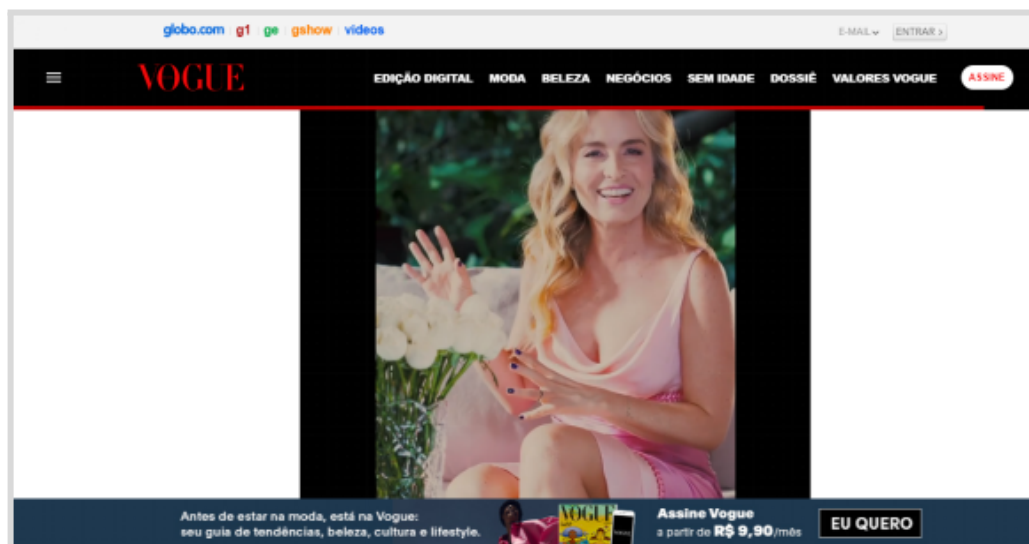 globo.com g1 ge gshow vídeos E-MAIL ENTRAR >
VOGUE EDIÇÃO DIGITAL MODA BELEZA NEGÓCIOS SEM IDADE DOSSIÊ VALORES VOGUE ASSINE
Antes de estar na moda, está na Vogue:
seu guia de tendências, beleza, cultura e lifestyle.
VOGUE
Assine Vogue
a partir de R$ 9,90/mês
EU QUERO